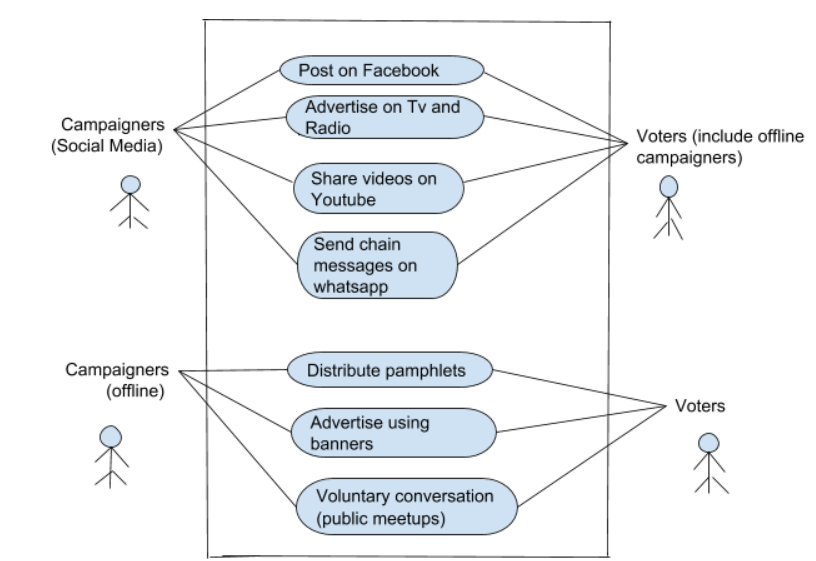 Post on Facebook
Advertise on Tv and
Radio
Campaigners
(Social Media)
Voters (include offline
campaigners)
Share videos on
Youtube
Send chain
messages on
whatsapp
Campaigners
(offline)
Distribute pamphlets
Advertise using
banners
Voters
Voluntary conversation
(public meetups)